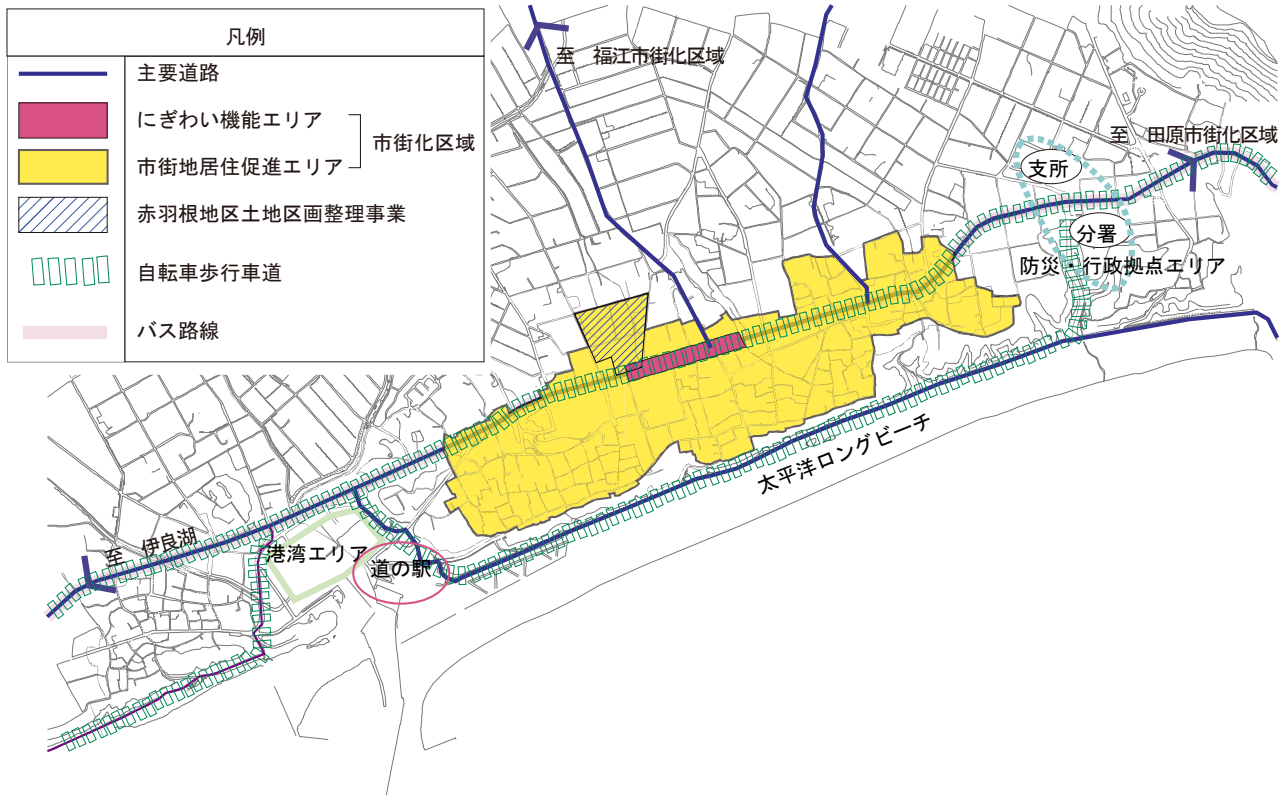 凡例
主要道路
にぎわい機能エリア
市街化区域
市街地居住促進エリア
赤羽根地区土地区画整理事業
自転車歩行車道
バス路線
至 福江市街化区域
至 田原市街化区域
支所
分署
防災・行政拠点エリア
太平洋ロングビーチ
至 伊良湖
港湾エリア
道の駅